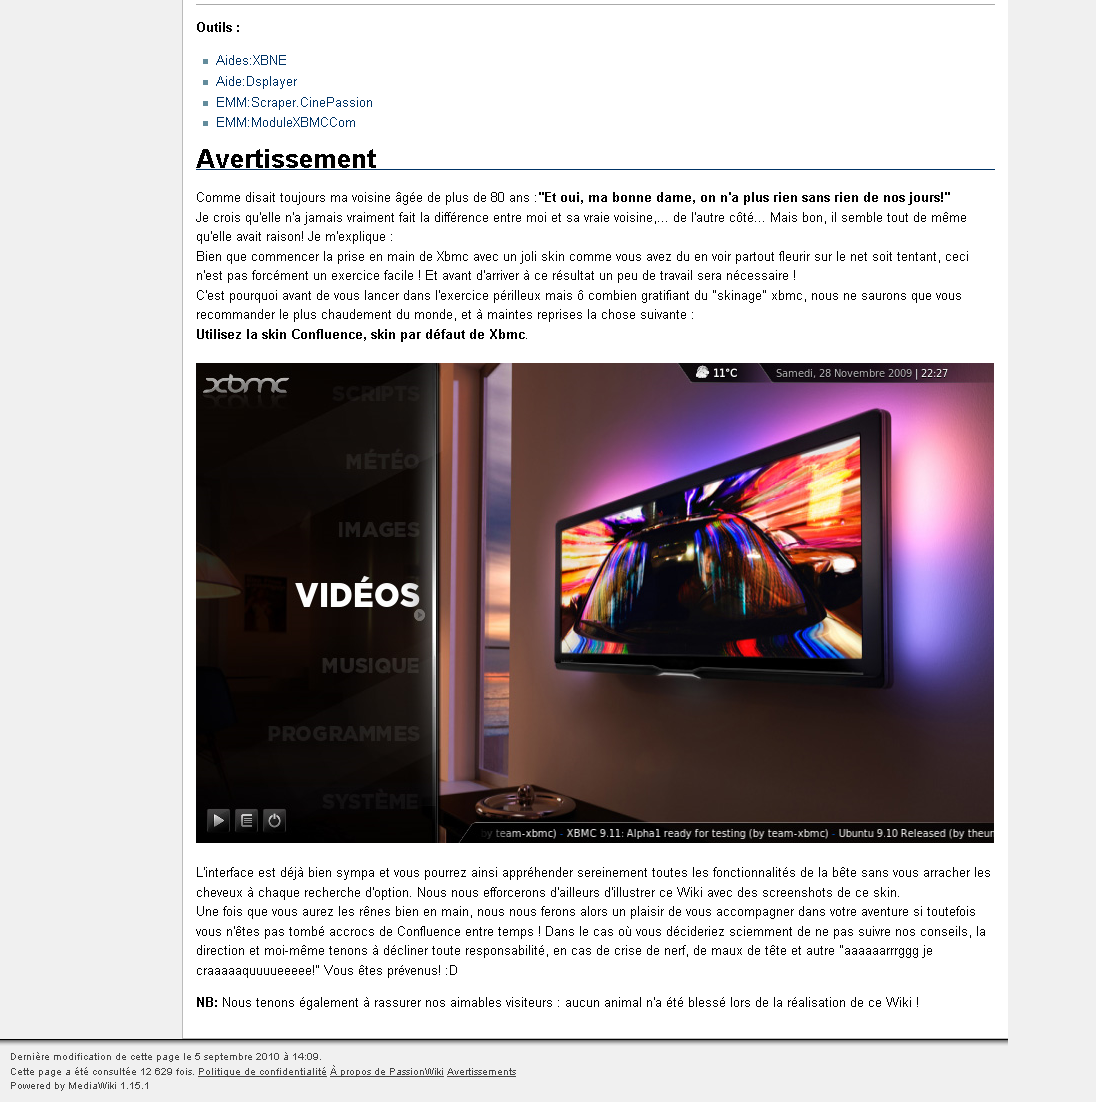 Outils :
Aides:XBNE
Aide:Dsplayer
EMM:Scraper.CinePassion
EMM:ModuleXBMCCom
Avertissement
Comme disait toujours ma voisine âgée de plus de 80 ans :"Et oui, ma bonne dame, on n'a plus rien sans rien de nos jours!"
Je crois qu'elle n'a jamais vraiment fait la différence entre moi et sa vraie voisine,... de l'autre côté... Mais bon, il semble tout de même
qu'elle avait raison! Je m'explique :
Bien que commencer la prise en main de Xbmc avec un joli skin comme vous avez du en voir partout fleurir sur le net soit tentant, ceci
n'est pas forcément un exercice facile ! Et avant d'arriver à ce résultat un peu de travail sera nécessaire !
C'est pourquoi avant de vous lancer dans l'exercice périlleux mais ô combien gratifiant du "skinage" xbmc, nous ne saurons que vous
recommander le plus chaudement du monde, et à maintes reprises la chose suivante :
Utilisez la skin Confluence, skin par défaut de Xbmc.
xbmc
11°C
Samedi, 28 Novembre 2009 | 22:27
SCRIPTS
MÉTÉO
IMAGES
VIDÉOS
MUSIQUE
PROGRAMMES
SYSTÈME
by team-xbmc) - XBMC 9.11: Alpha1 ready for testing (by team-xbmc) - Ubuntu 9.10 Released (by theur
L'interface est déjà bien sympa et vous pourrez ainsi appréhender sereinement toutes les fonctionnalités de la bête sans vous arracher les
cheveux à chaque recherche d'option. Nous nous efforcerons d'ailleurs d'illustrer ce Wiki avec des screenshots de ce skin.
Une fois que vous aurez les rênes bien en main, nous nous ferons alors un plaisir de vous accompagner dans votre aventure si toutefois
vous n'êtes pas tombé accrocs de Confluence entre temps ! Dans le cas où vous décideriez sciemment de ne pas suivre nos conseils, la
direction et moi-même tenons à décliner toute responsabilité, en cas de crise de nerf, de maux de tête et autre "aaaaaarrrggg je
craaaaaquuuueeeee!" Vous êtes prévenus! :D
NB: Nous tenons également à rassurer nos aimables visiteurs : aucun animal n'a été blessé lors de la réalisation de ce Wiki !
Dernière modification de cette page le 5 septembre 2010 à 14:09.
Cette page a été consultée 12 629 fois. Politique de confidentialité À propos de PassionWiki Avertissements
Powered by MediaWiki 1.15.1